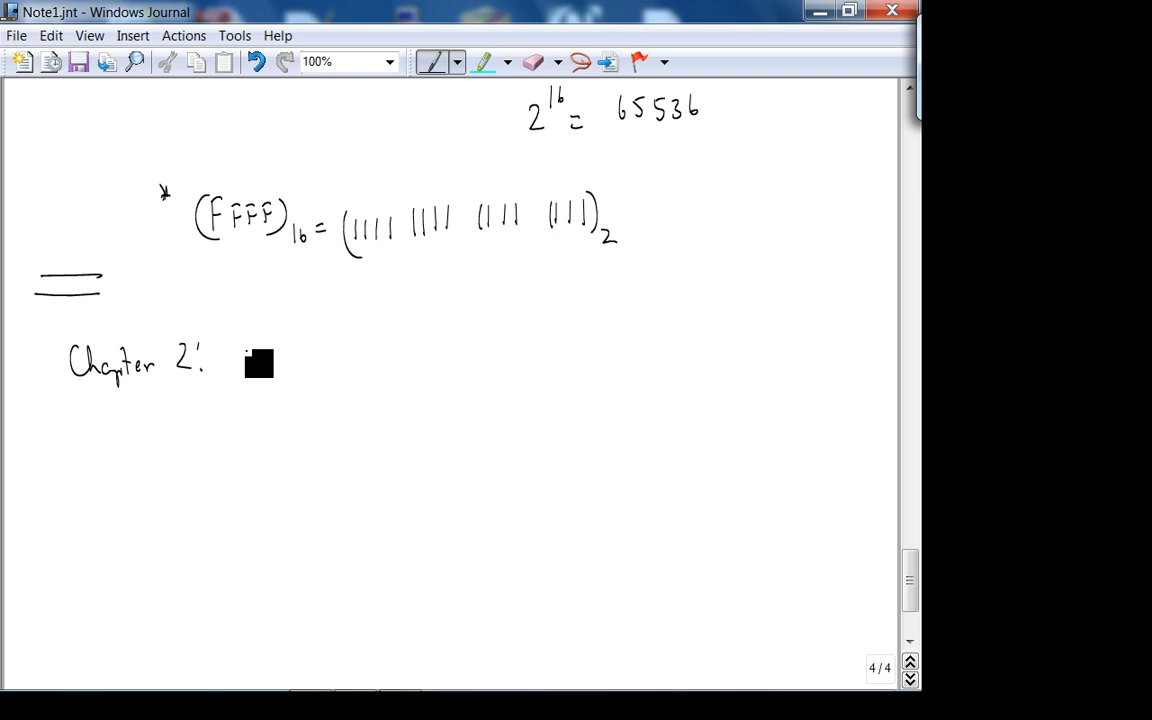 Note1.jnt - Windows Journal
File Edit View Insert Actions Tools Help
100%
2^16 = 65536
* (FFFF)16 = (1111 1111 1111 1111)2
Chapter 2:
4 / 4